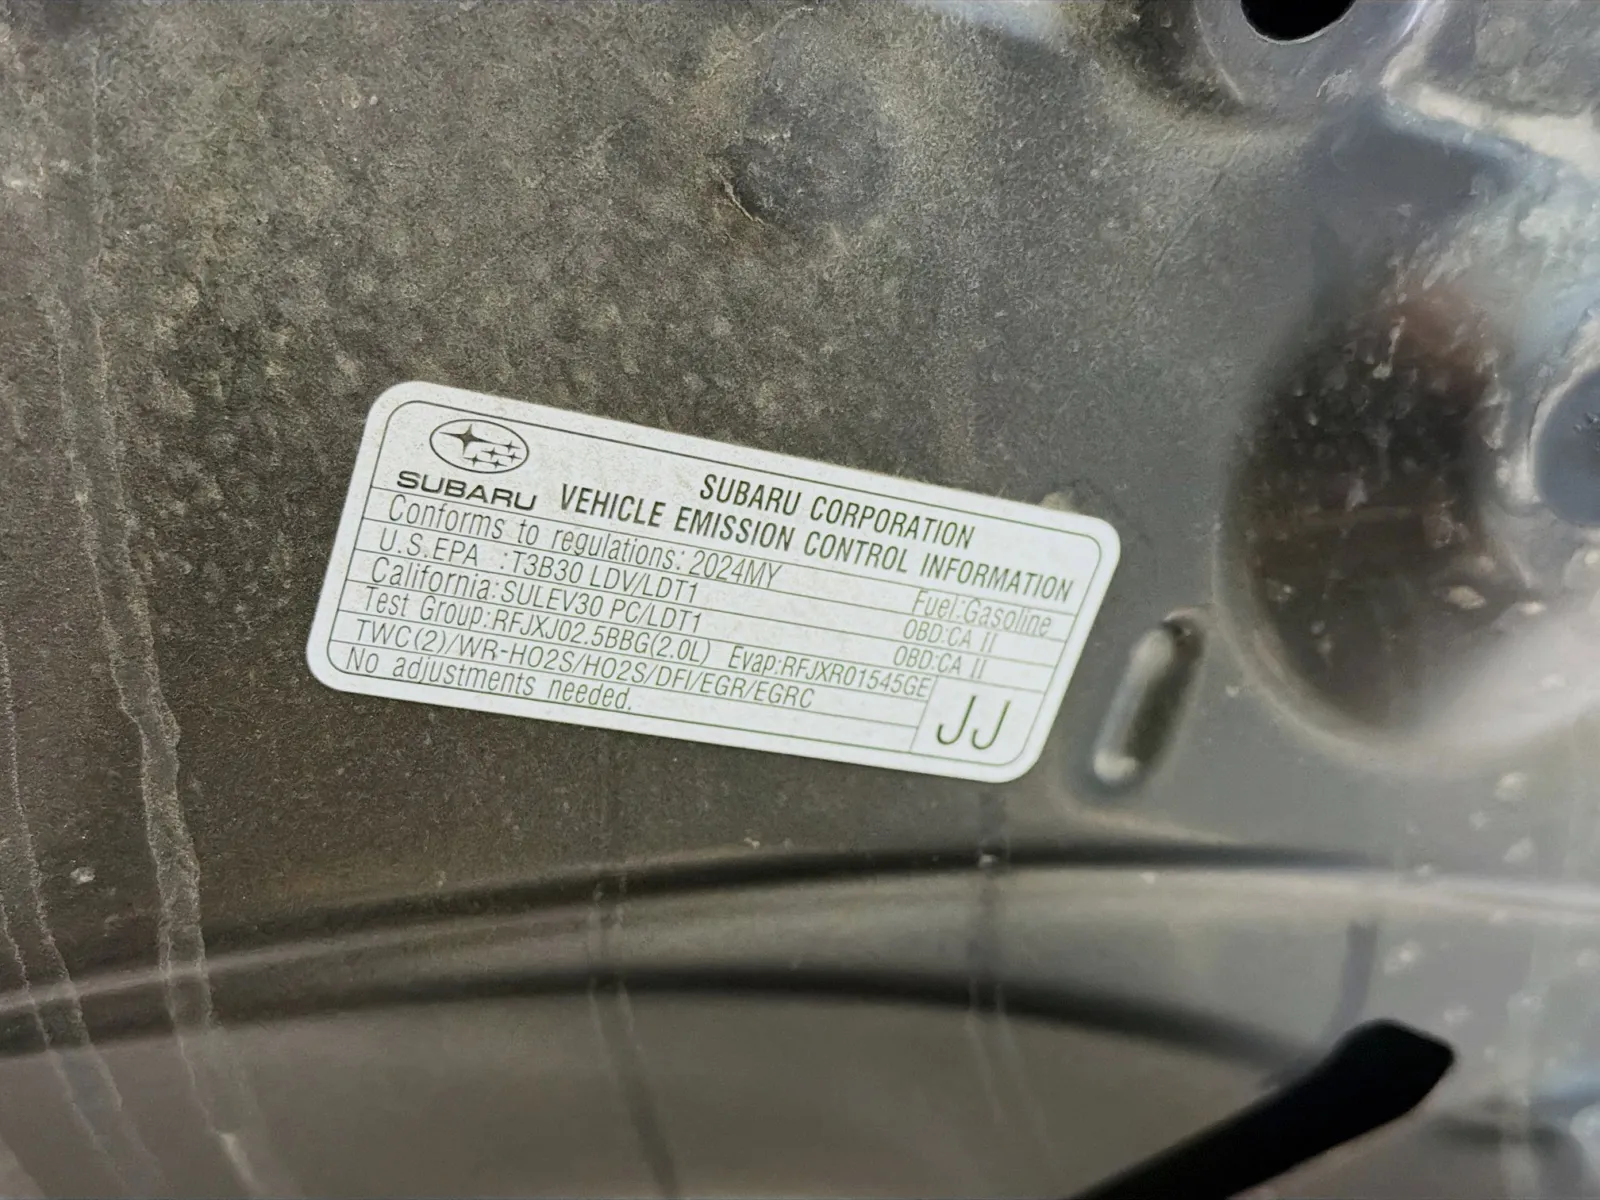 SUBARU
SUBARU CORPORATION
VEHICLE EMISSION CONTROL INFORMATION
Conforms to regulations: 2024MY Fuel:Gasoline
U.S.EPA :T3B30 LDV/LDT1 OBD:CA II
California:SULEV30 PC/LDT1 OBD:CA II
Test Group:RFJXJ02.5BBG(2.0L) Evap:RFJXR01545GE
TWC(2)/WR-HO2S/HO2S/DFI/EGR/EGRC
No adjustments needed.
JJ